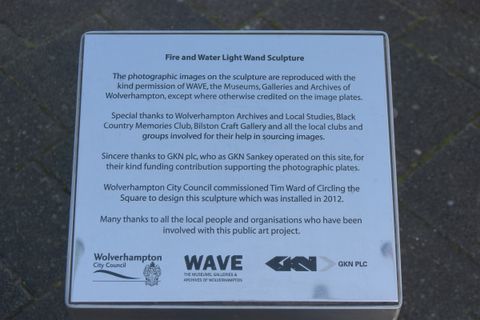 Fire and Water Light Wand Sculpture
The photographic images on the sculpture are reproduced with the
kind permission of WAVE, the Museums, Galleries and Archives of
Wolverhampton, except where otherwise credited on the image plates.
Special thanks to Wolverhampton Archives and Local Studies, Black
Country Memories Club, Bilston Craft Gallery and all the local clubs and
groups involved for their help in sourcing images.
Sincere thanks to GKN plc, who as GKN Sankey operated on this site, for
their kind funding contribution supporting the photographic plates.
Wolverhampton City Council commissioned Tim Ward of Circling the
Square to design this sculpture which was installed in 2012.
Many thanks to all the local people and organisations who have been
involved with this public art project.
Wolverhampton
City Council
WAVE
THE MUSEUMS, GALLERIES &
ARCHIVES OF WOLVERHAMPTON
GKN GKN PLC